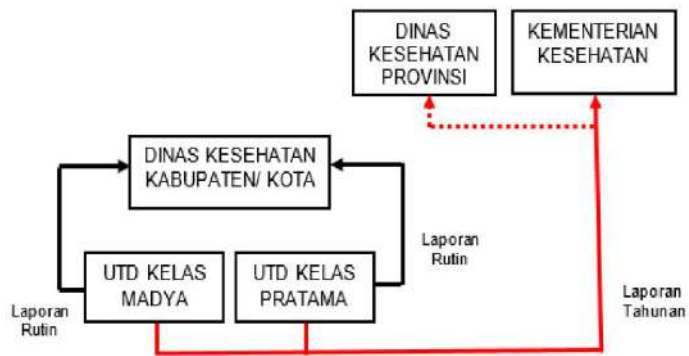 DINAS
KESEHATAN
PROVINSI
KEMENTERIAN
KESEHATAN
DINAS KESEHATAN
KABUPATEN/ KOTA
Laporan
Rutin
UTD KELAS
MADYA
UTD KELAS
PRATAMA
Laporan
Rutin
Laporan
Tahunan